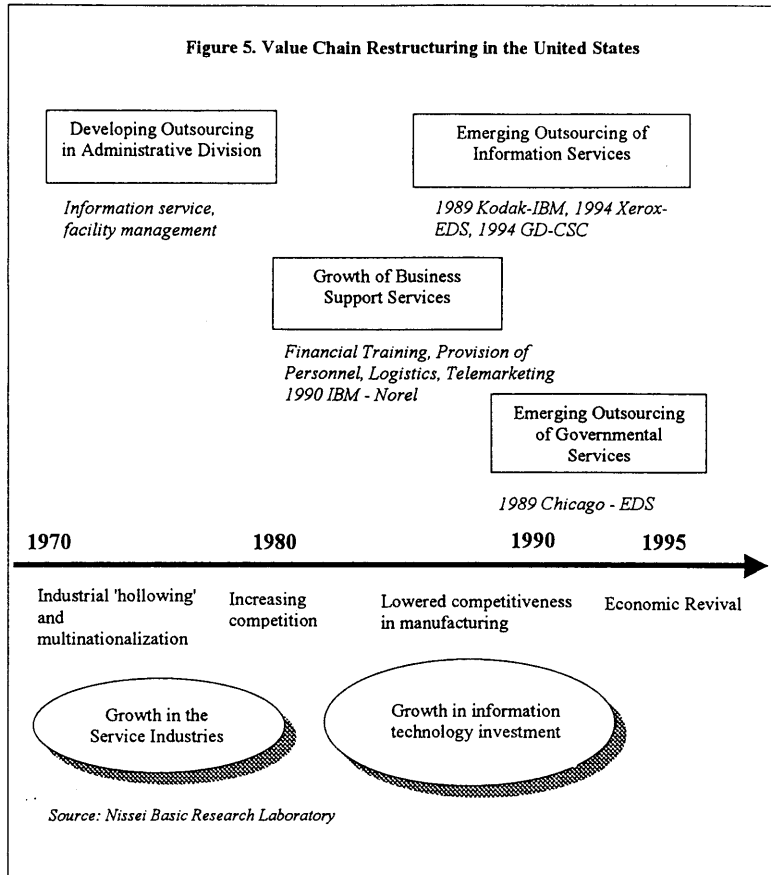 Figure 5. Value Chain Restructuring in the United States
Developing Outsourcing
in Administrative Division
Emerging Outsourcing of
Information Services
Information service,
facility management
1989 Kodak-IBM, 1994 Xerox-
EDS, 1994 GD-CSC
Growth of Business
Support Services
Financial Training, Provision of
Personnel, Logistics, Telemarketing
1990 IBM - Norel
Emerging Outsourcing
of Governmental
Services
1989 Chicago - EDS
1970
1980
1990
1995
Industrial 'hollowing'
and
multinationalization
Increasing
competition
Lowered competitiveness
in manufacturing
Economic Revival
Growth in the
Service Industries
Growth in information
technology investment
Source: Nissei Basic Research Laboratory